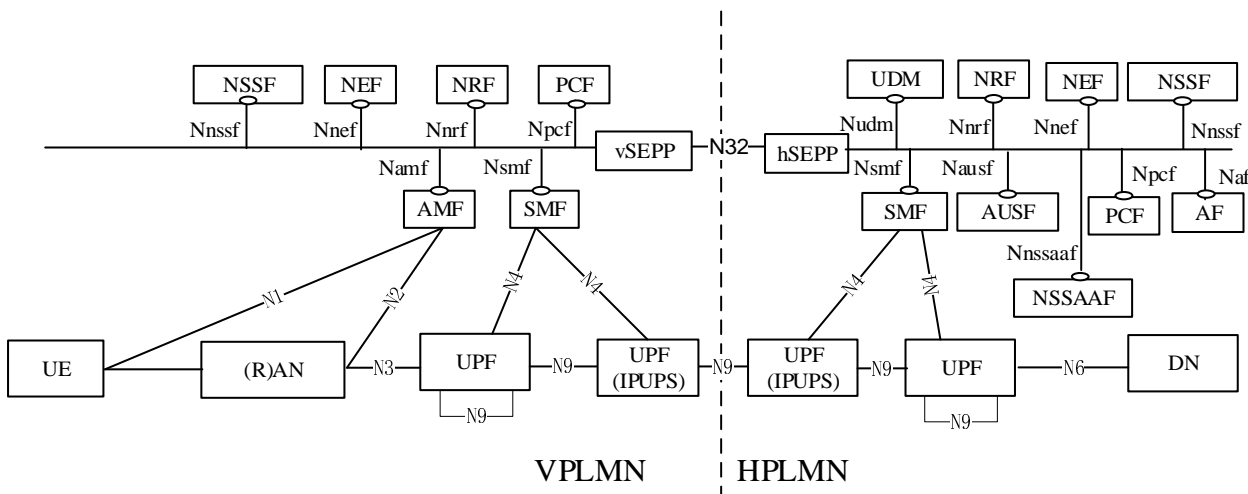 NSSF NEF NRF PCF UDM NRF NEF NSSF
Nnssf Nnef Nnrf Npcf Nudm Nnrf Nnef Nnssf
vSEPP N32 hSEPP
Namf Nsmf Nsmf Nausf Npcf Naf
AMF SMF SMF AUSF PCF AF
Nnssaaf
N1 N2 N4 N4 N4 N4
NSSAAF
UE (R)AN N3 UPF N9 UPF N9 UPF N9 UPF N6 DN
(IPUPS) (IPUPS)
N9 N9
VPLMN HPLMN